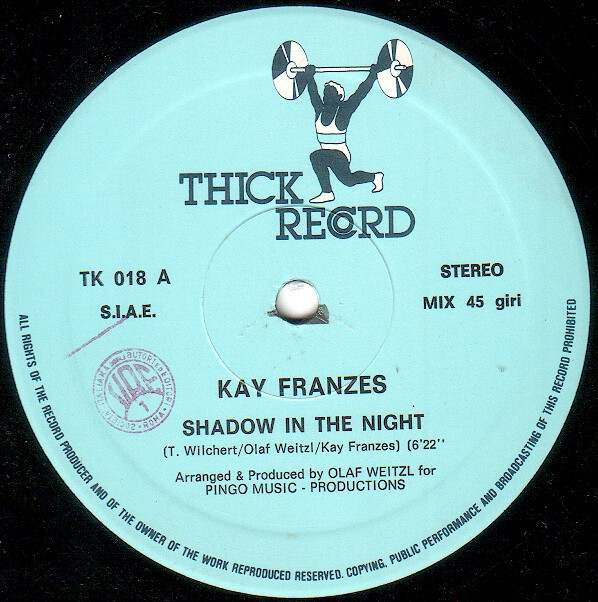 THICK
RECORD
TK 018 A
S.I.A.E.
STEREO
MIX 45 giri
KAY FRANZES
SHADOW IN THE NIGHT
(T. Wilchert/Olaf Weitzl/Kay Franzes) (6'22''
Arranged & Produced by OLAF WEITZL for
PINGO MUSIC - PRODUCTIONS
ALL RIGHTS OF THE RECORD PRODUCER AND OF THE OWNER OF THE WORK REPRODUCED RESERVED. COPYING, PUBLIC PERFORMANCE AND BROADCASTING OF THIS RECORD PROHIBITED
ROMA